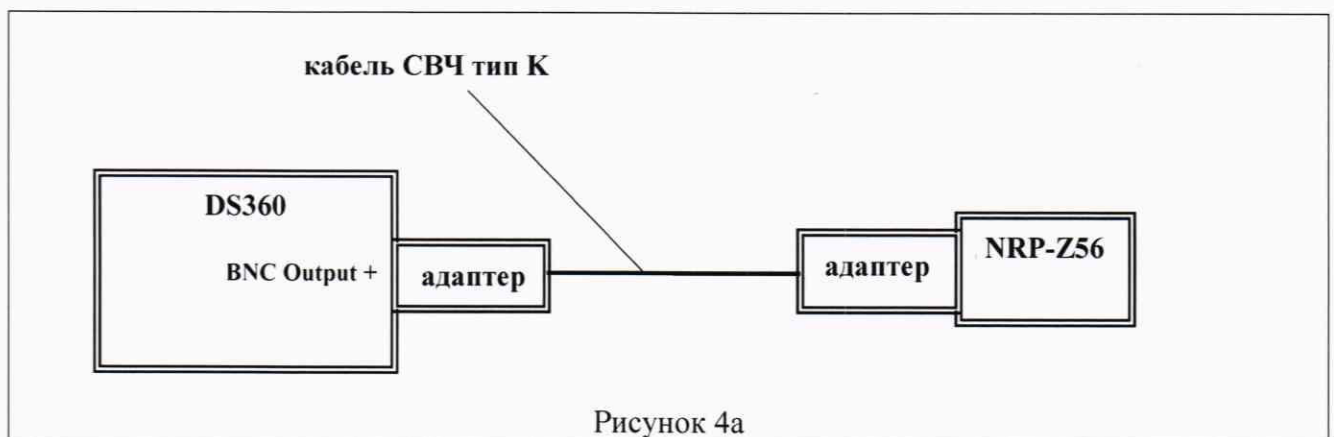 кабель СВЧ тип К
DS360
BNC Output +
адаптер
адаптер
NRP-Z56
Рисунок 4а